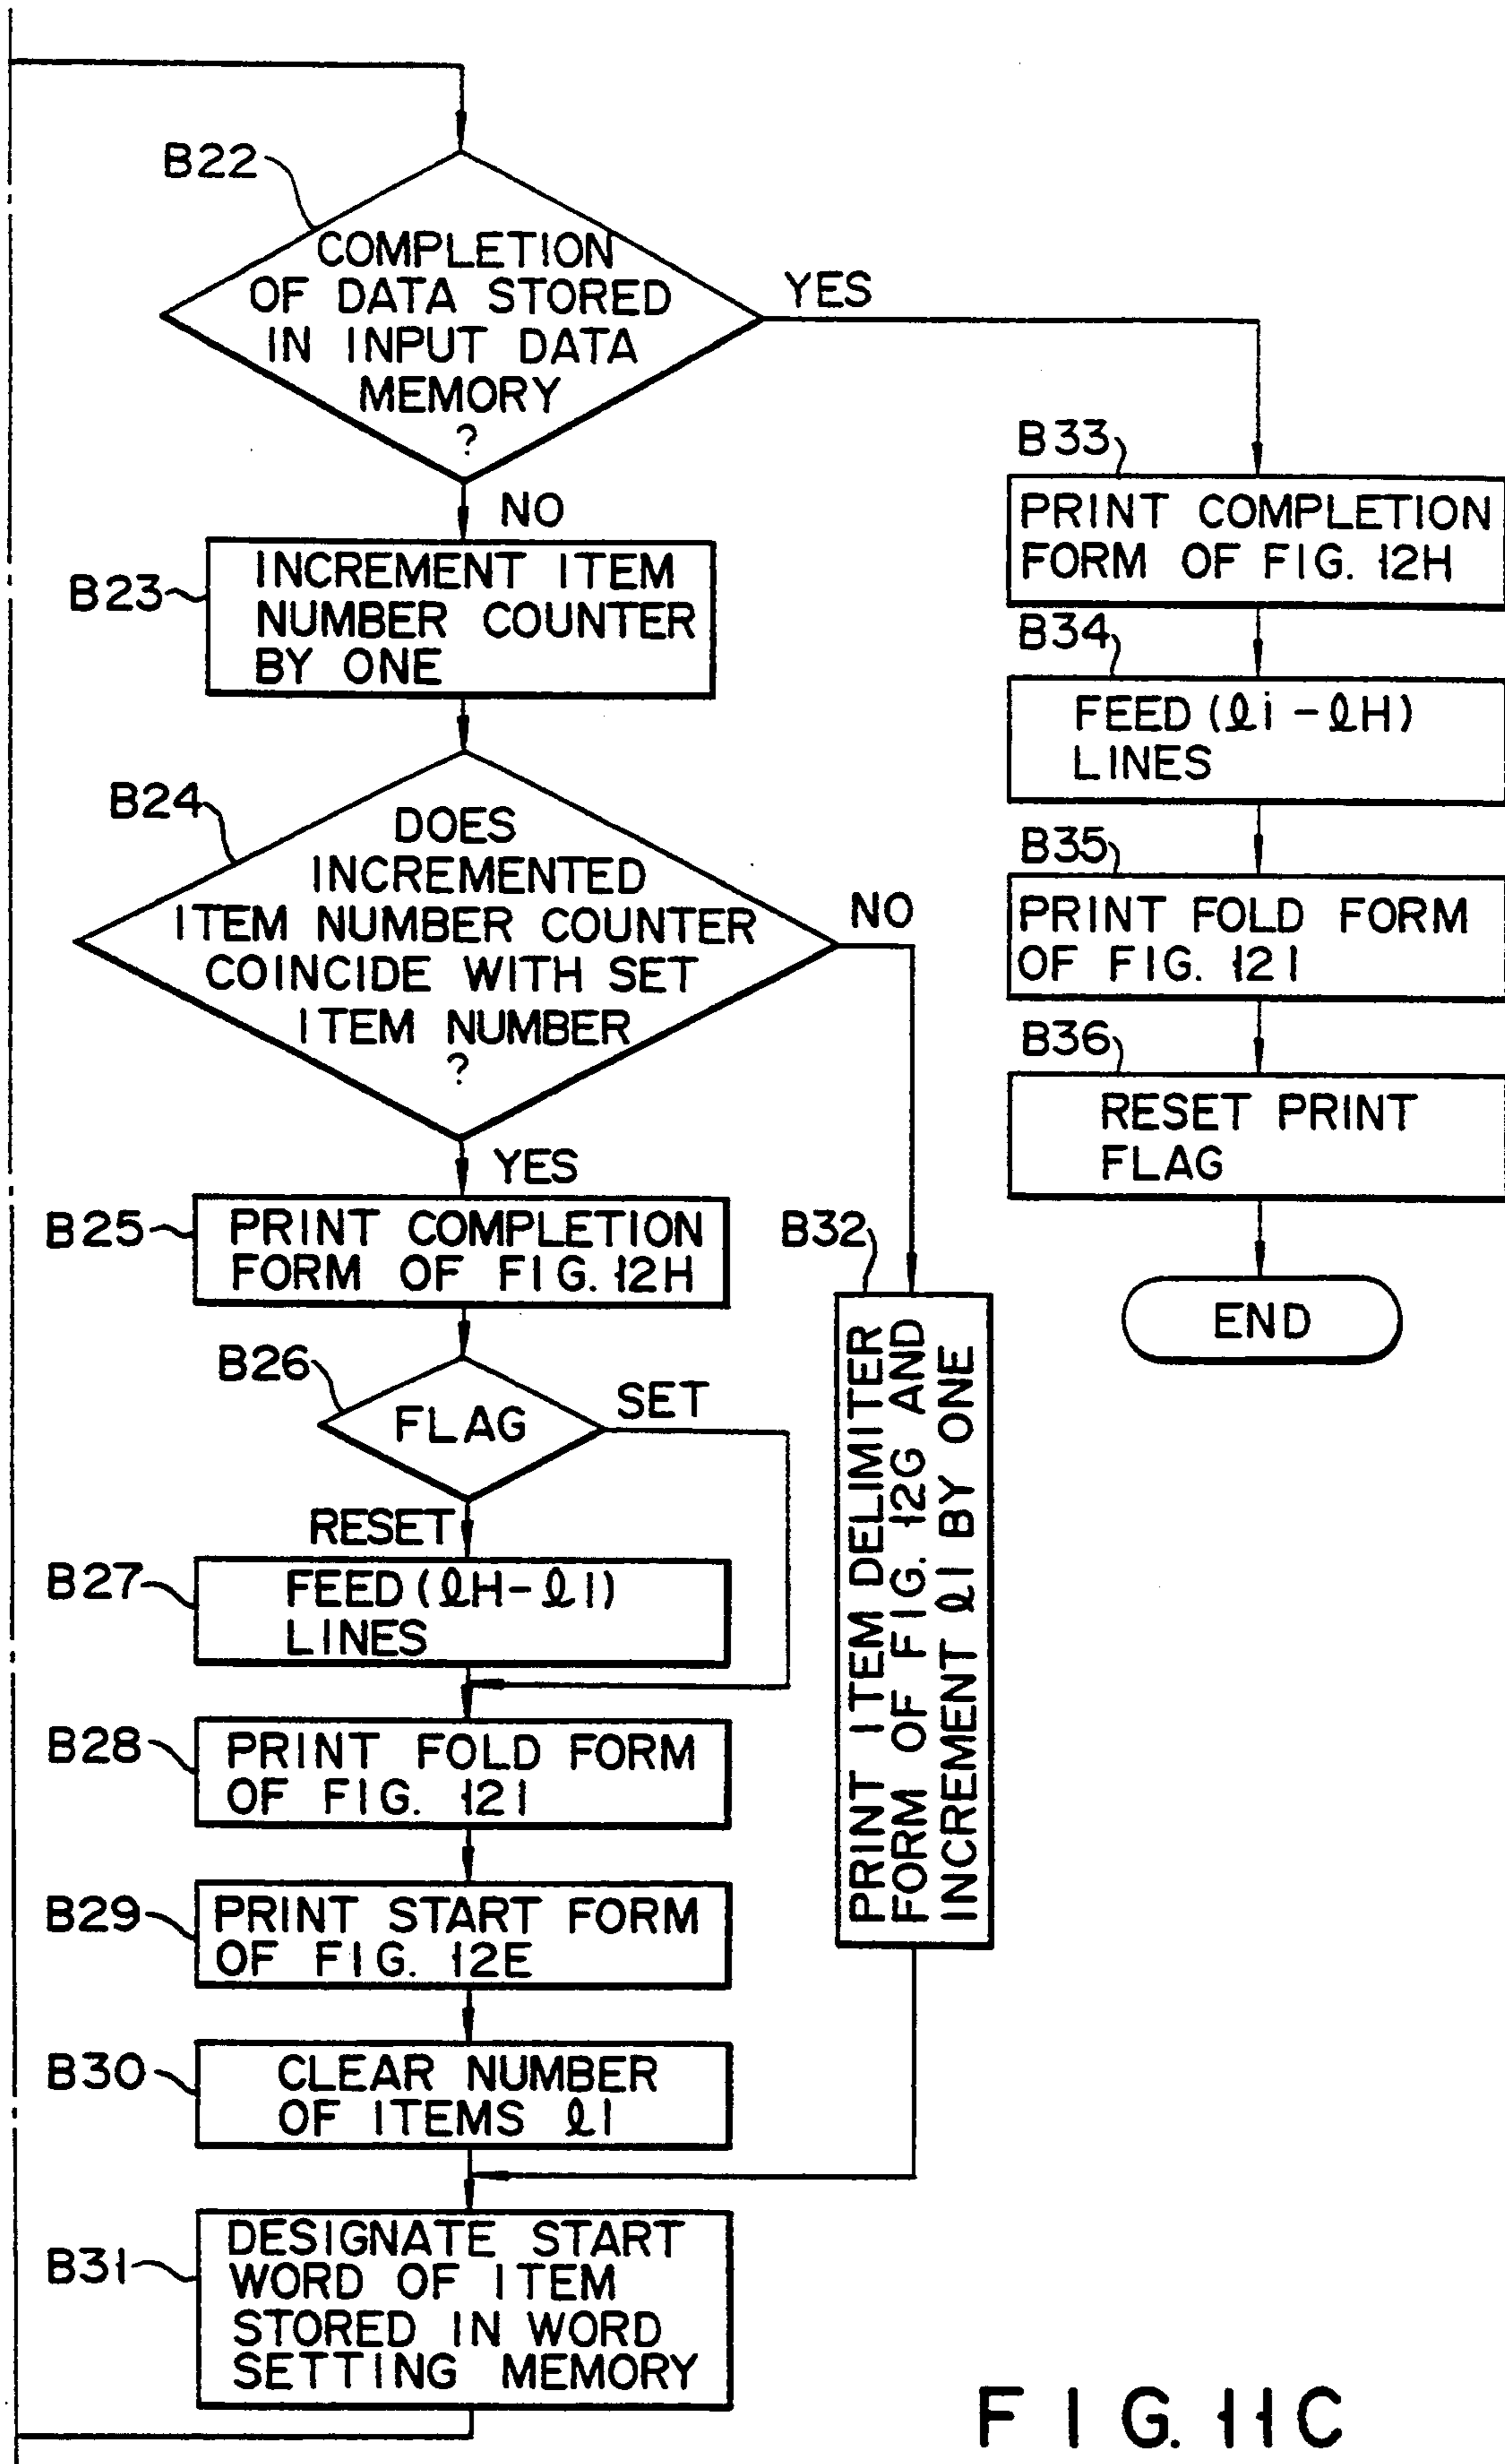 B22
COMPLETION
OF DATA STORED
IN INPUT DATA
MEMORY
?
YES
NO
B23
INCREMENT ITEM
NUMBER COUNTER
BY ONE
B24
DOES
INCREMENTED
ITEM NUMBER COUNTER
COINCIDE WITH SET
ITEM NUMBER
?
NO
YES
B25
PRINT COMPLETION
FORM OF FIG. 12H
B26
FLAG
SET
RESET
B27
FEED (ℓH-ℓI)
LINES
B28
PRINT FOLD FORM
OF FIG. 12I
B29
PRINT START FORM
OF FIG. 12E
B30
CLEAR NUMBER
OF ITEMS ℓI
B31
DESIGNATE START
WORD OF ITEM
STORED IN WORD
SETTING MEMORY
B32
PRINT ITEM DELIMITER
FORM OF FIG. 12G AND
INCREMENT ℓI BY ONE
B33
PRINT COMPLETION
FORM OF FIG. 12H
B34
FEED (ℓi-ℓH)
LINES
B35
PRINT FOLD FORM
OF FIG. 12I
B36
RESET PRINT
FLAG
END
FIG. 11C